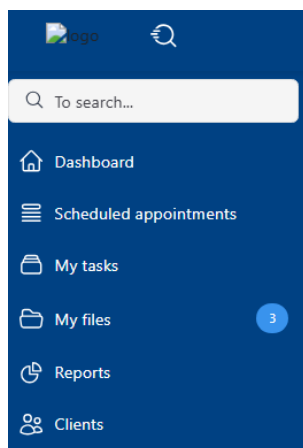 logo
To search...
Dashboard
Scheduled appointments
My tasks
My files 3
Reports
Clients